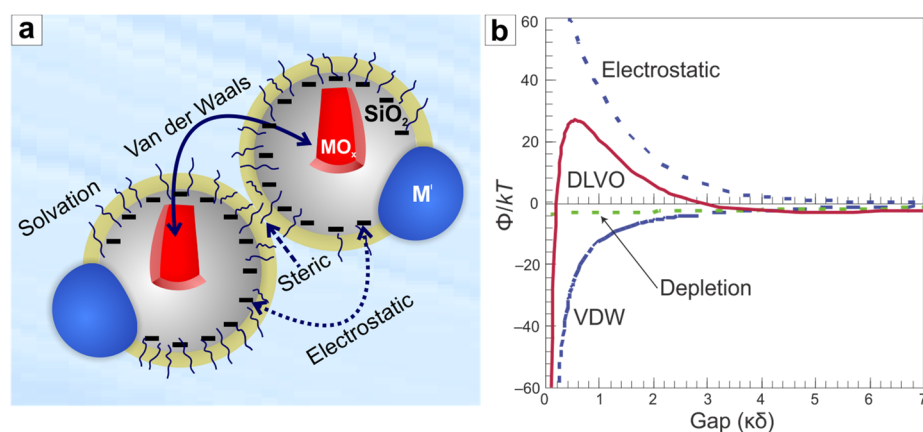 a
Van der Waals
SiO2
MOx
Solvation
M'
Steric
Electrostatic
b
60
40
20
0
−20
−40
−60
Φ/kT
Electrostatic
DLVO
Depletion
VDW
0 1 2 3 4 5 6 7
Gap (κδ)